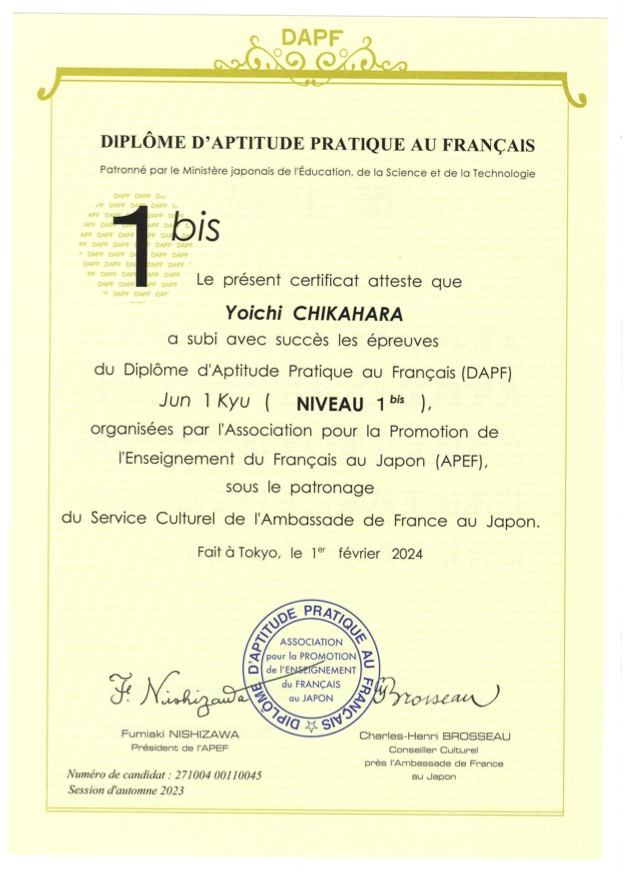 DAPF
DIPLÔME D'APTITUDE PRATIQUE AU FRANÇAIS
Patronné par le Ministère japonais de l'Éducation, de la Science et de la Technologie
1 bis
Le présent certificat atteste que
Yoichi CHIKAHARA
a subi avec succès les épreuves
du Diplôme d'Aptitude Pratique au Français (DAPF)
Jun 1 Kyu ( NIVEAU 1 bis ),
organisées par l'Association pour la Promotion de
l'Enseignement du Français au Japon (APEF),
sous le patronage
du Service Culturel de l'Ambassade de France au Japon.
Fait à Tokyo, le 1er février 2024
DIPLÔME D'APTITUDE PRATIQUE AU FRANÇAIS
ASSOCIATION
pour la PROMOTION
de l'ENSEIGNEMENT
du FRANÇAIS
au JAPON
F. Nishizawa
Brosseau
Fumiaki NISHIZAWA
Président de l'APEF
Charles-Henri BROSSEAU
Conseiller Culturel
près l'Ambassade de France
au Japon
Numéro de candidat : 271004 00110045
Session d'automne 2023